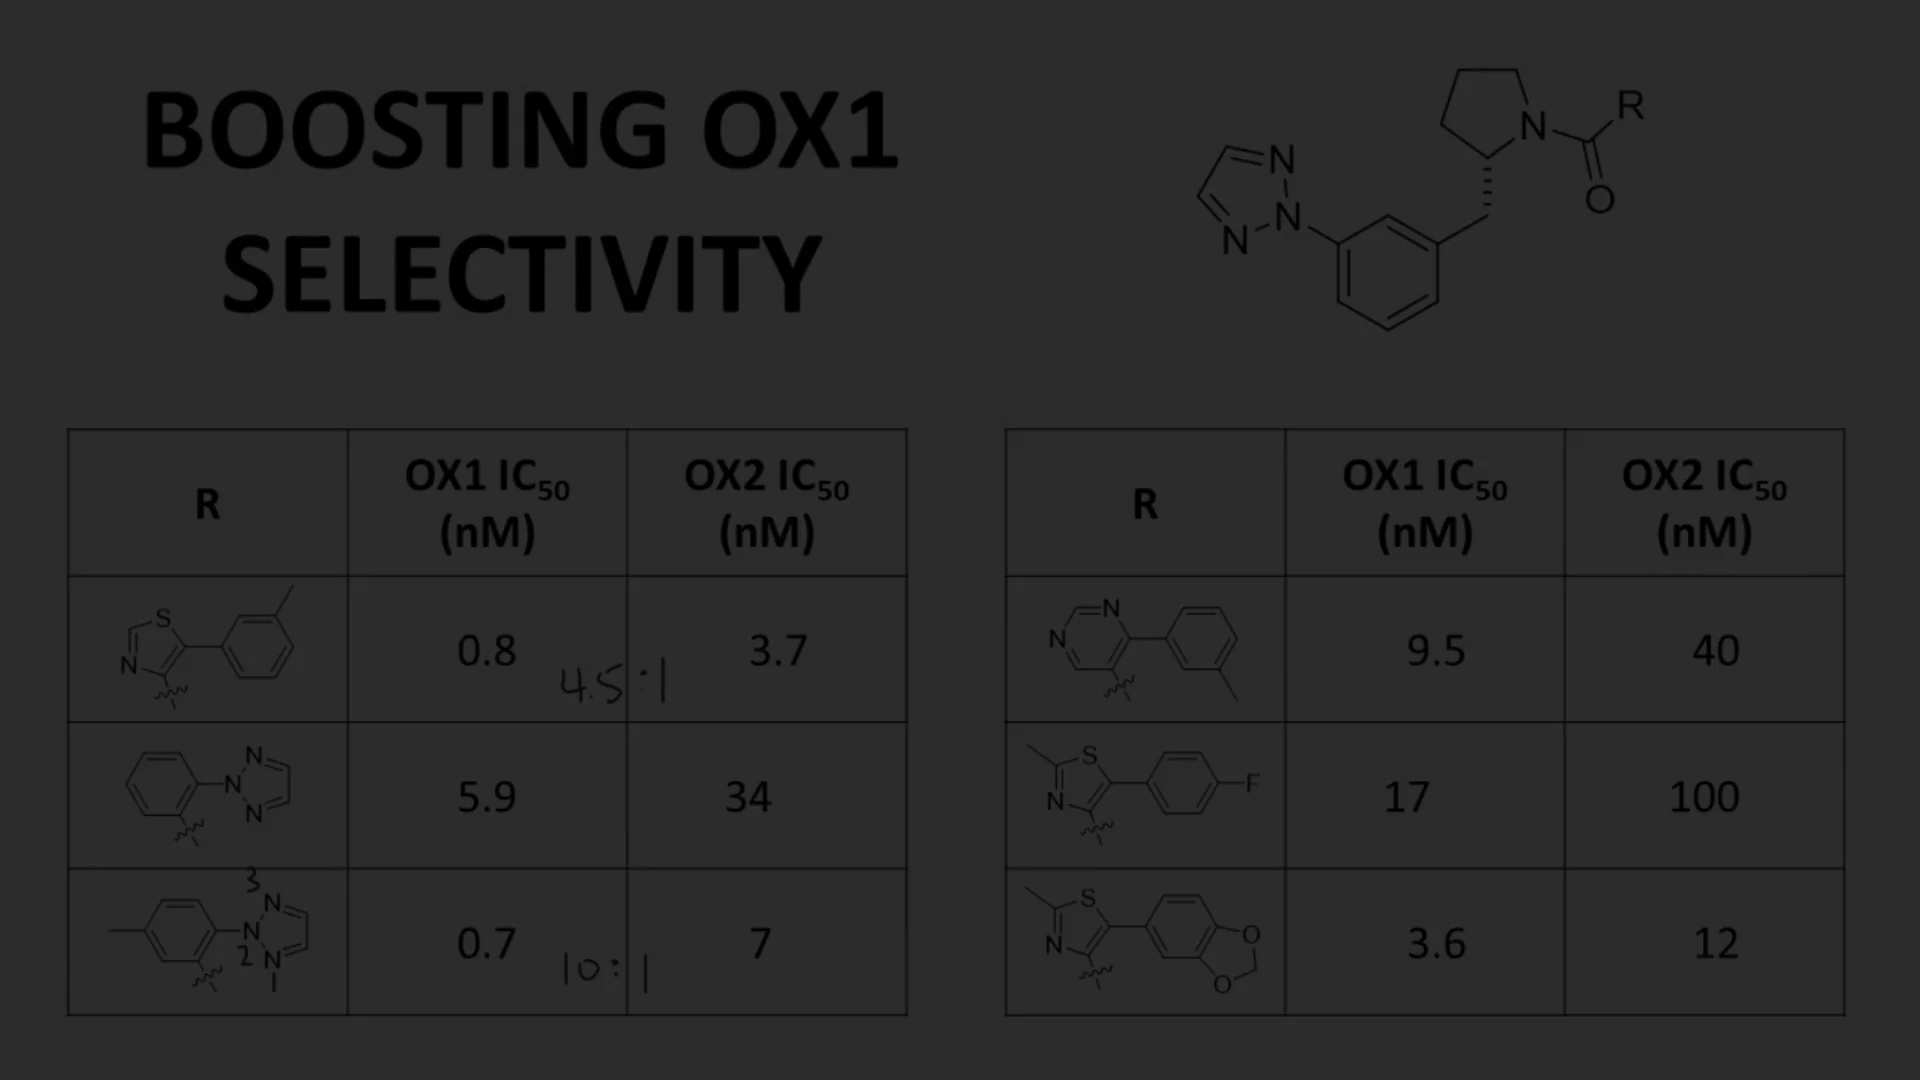 BOOSTING OX1
SELECTIVITY
R
N
O
N
N
N
R
OX1 IC50
(nM)
OX2 IC50
(nM)
S
N
0.8
3.7
4.5:1
N
N
N
5.9
34
3
N
N
2
N
1
0.7
7
10:1
R
OX1 IC50
(nM)
OX2 IC50
(nM)
N
N
9.5
40
S
N
F
17
100
S
N
O
O
3.6
12